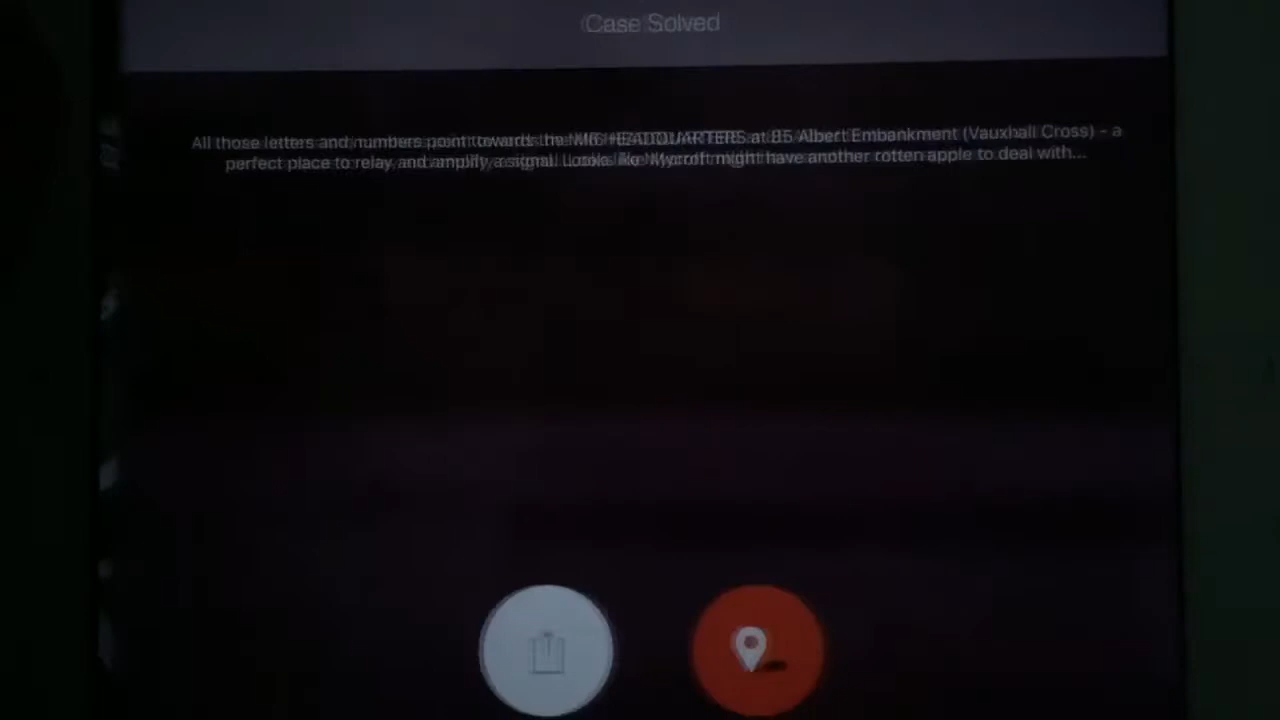 Case Solved
All those letters and numbers point towards the MI6 HEADQUARTERS at 85 Albert Embankment (Vauxhall Cross) - a
perfect place to relay and amplify a signal. Looks like Mycroft might have another rotten apple to deal with...